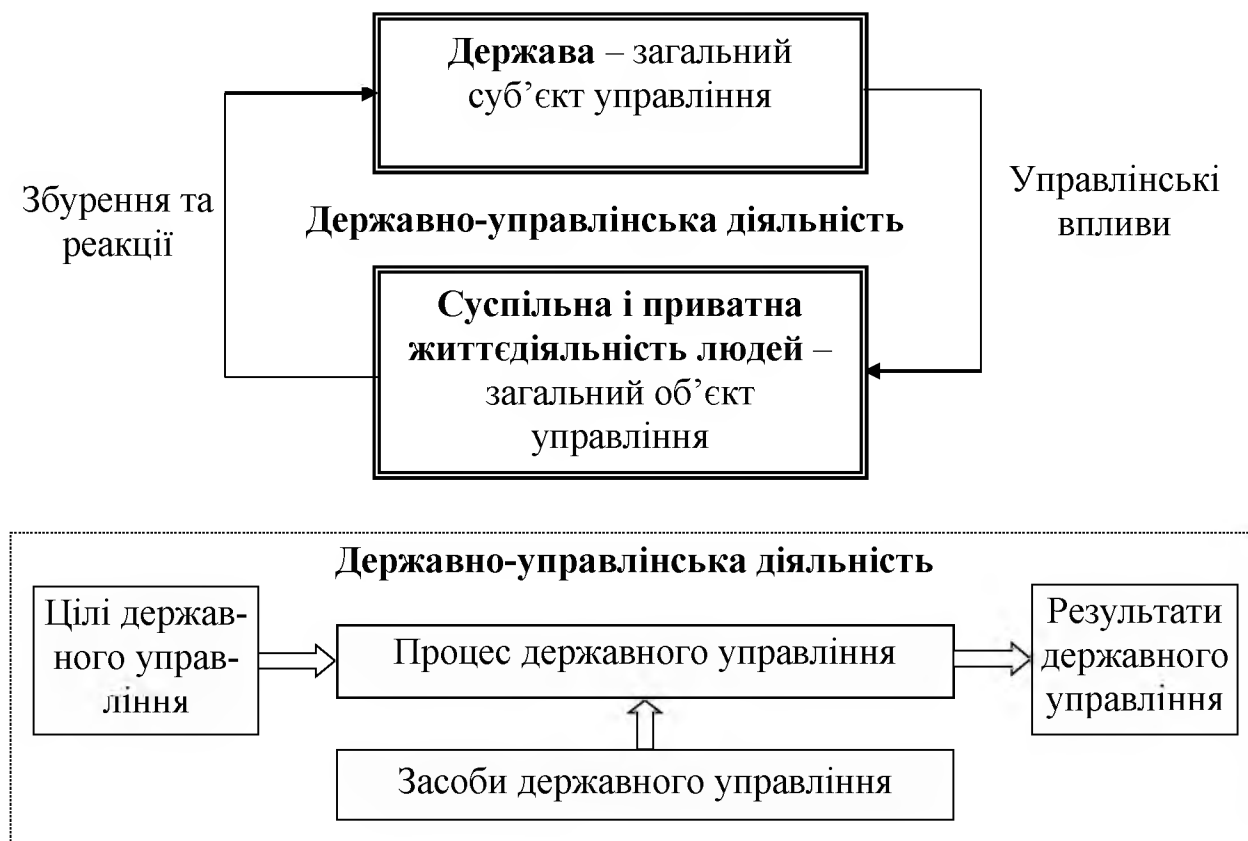 Держава – загальний
суб’єкт управління
Збурення та
реакції
Управлінські
впливи
Державно-управлінська діяльність
Суспільна і приватна
життєдіяльність людей –
загальний об’єкт
управління
Державно-управлінська діяльність
Цілі держав-
ного управ-
ління
Процес державного управління
Результати
державного
управління
Засоби державного управління